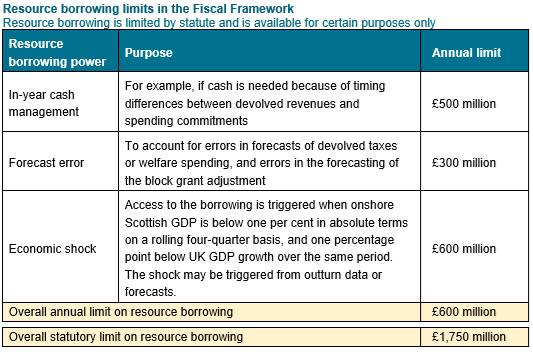 Resource borrowing limits in the Fiscal Framework
Resource borrowing is limited by statute and is available for certain purposes only
Resource
borrowing power
Purpose
Annual limit
In-year cash
management
For example, if cash is needed because of timing
differences between devolved revenues and
spending commitments
£500 million
Forecast error
To account for errors in forecasts of devolved taxes
or welfare spending, and errors in the forecasting of
the block grant adjustment
£300 million
Economic shock
Access to the borrowing is triggered when onshore
Scottish GDP is below one per cent in absolute terms
on a rolling four-quarter basis, and one percentage
point below UK GDP growth over the same period.
The shock may be triggered from outturn data or
forecasts.
£600 million
Overall annual limit on resource borrowing
£600 million
Overall statutory limit on resource borrowing
£1,750 million